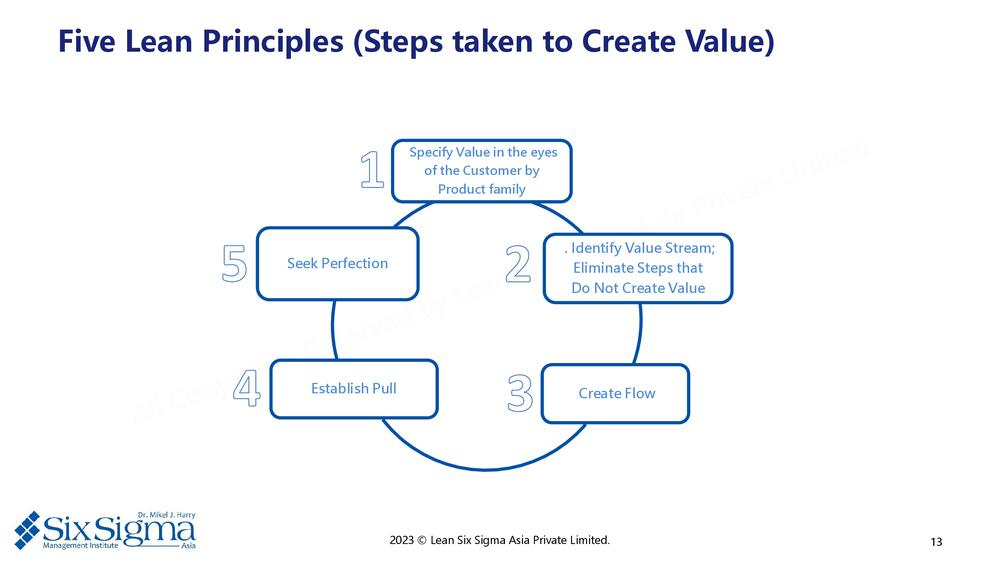 Five Lean Principles (Steps taken to Create Value)
1
Specify Value in the eyes
of the Customer by
Product family
2
. Identify Value Stream;
Eliminate Steps that
Do Not Create Value
3
Create Flow
4
Establish Pull
5
Seek Perfection
Dr. Mikel J. Harry
Six Sigma
Management Institute
Asia
2023 © Lean Six Sigma Asia Private Limited.
13